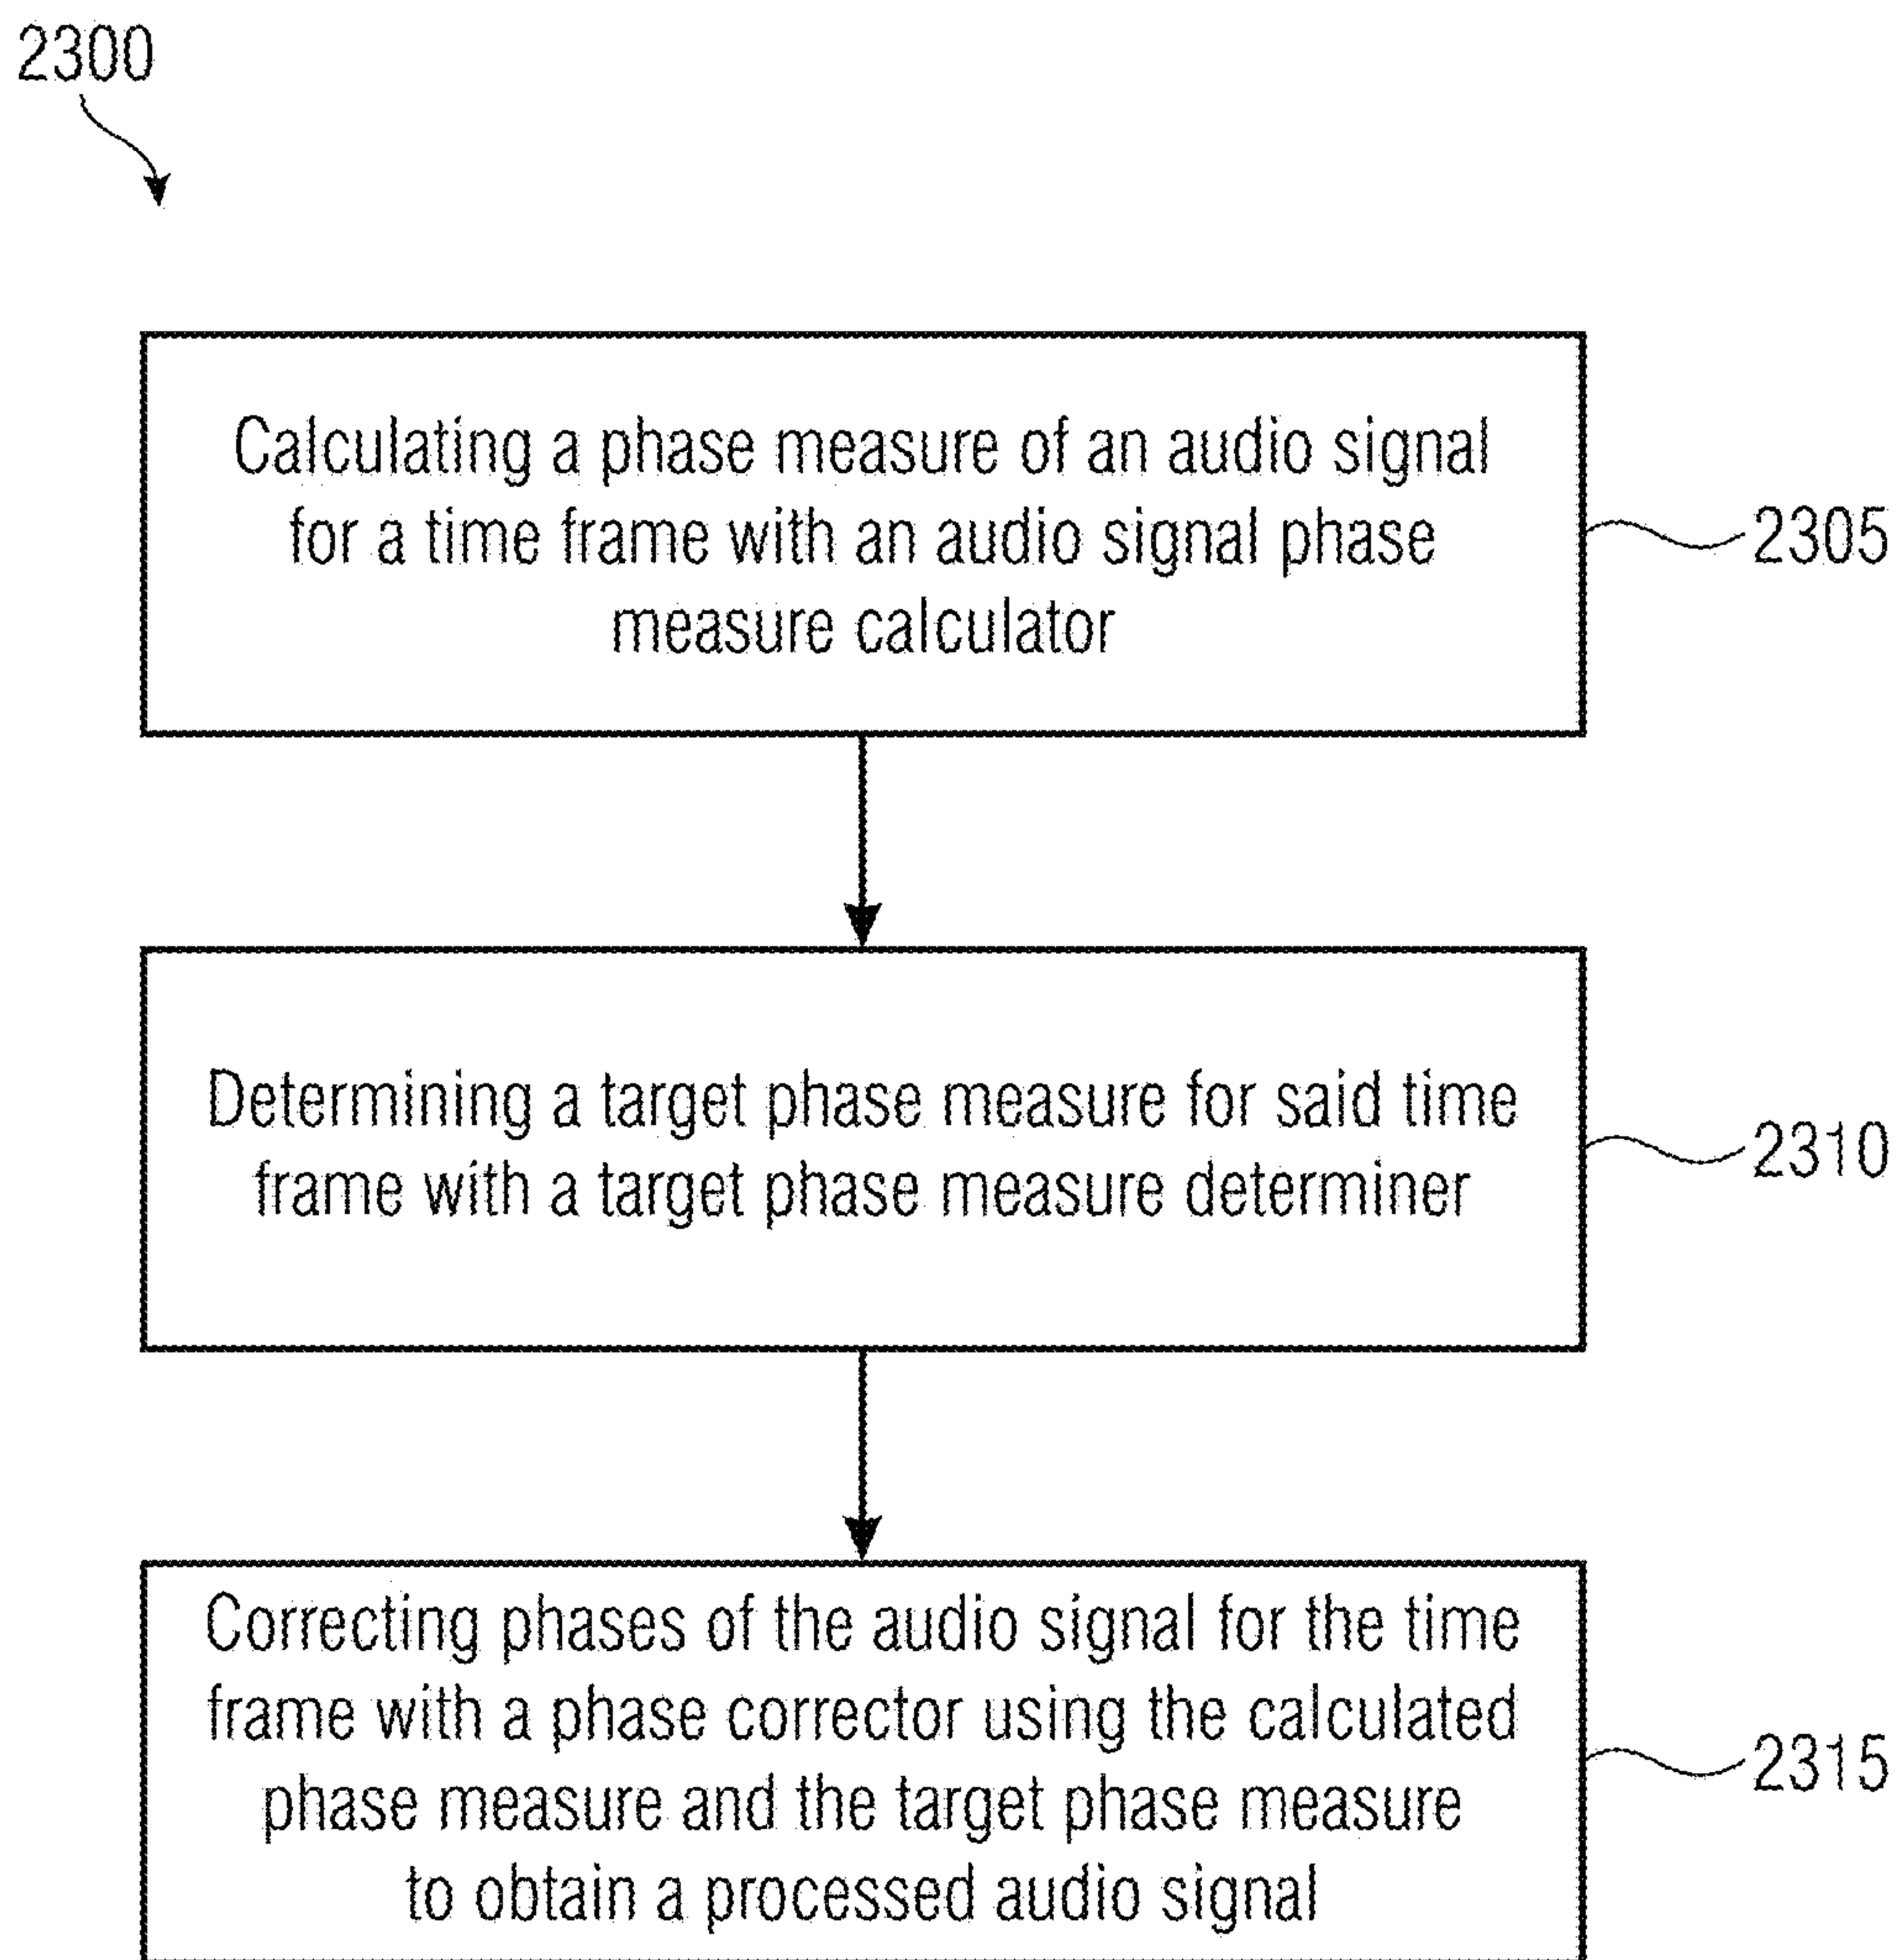 2300
Calculating a phase measure of an audio signal
for a time frame with an audio signal phase
measure calculator
2305
Determining a target phase measure for said time
frame with a target phase measure determiner
2310
Correcting phases of the audio signal for the time
frame with a phase corrector using the calculated
phase measure and the target phase measure
to obtain a processed audio signal
2315